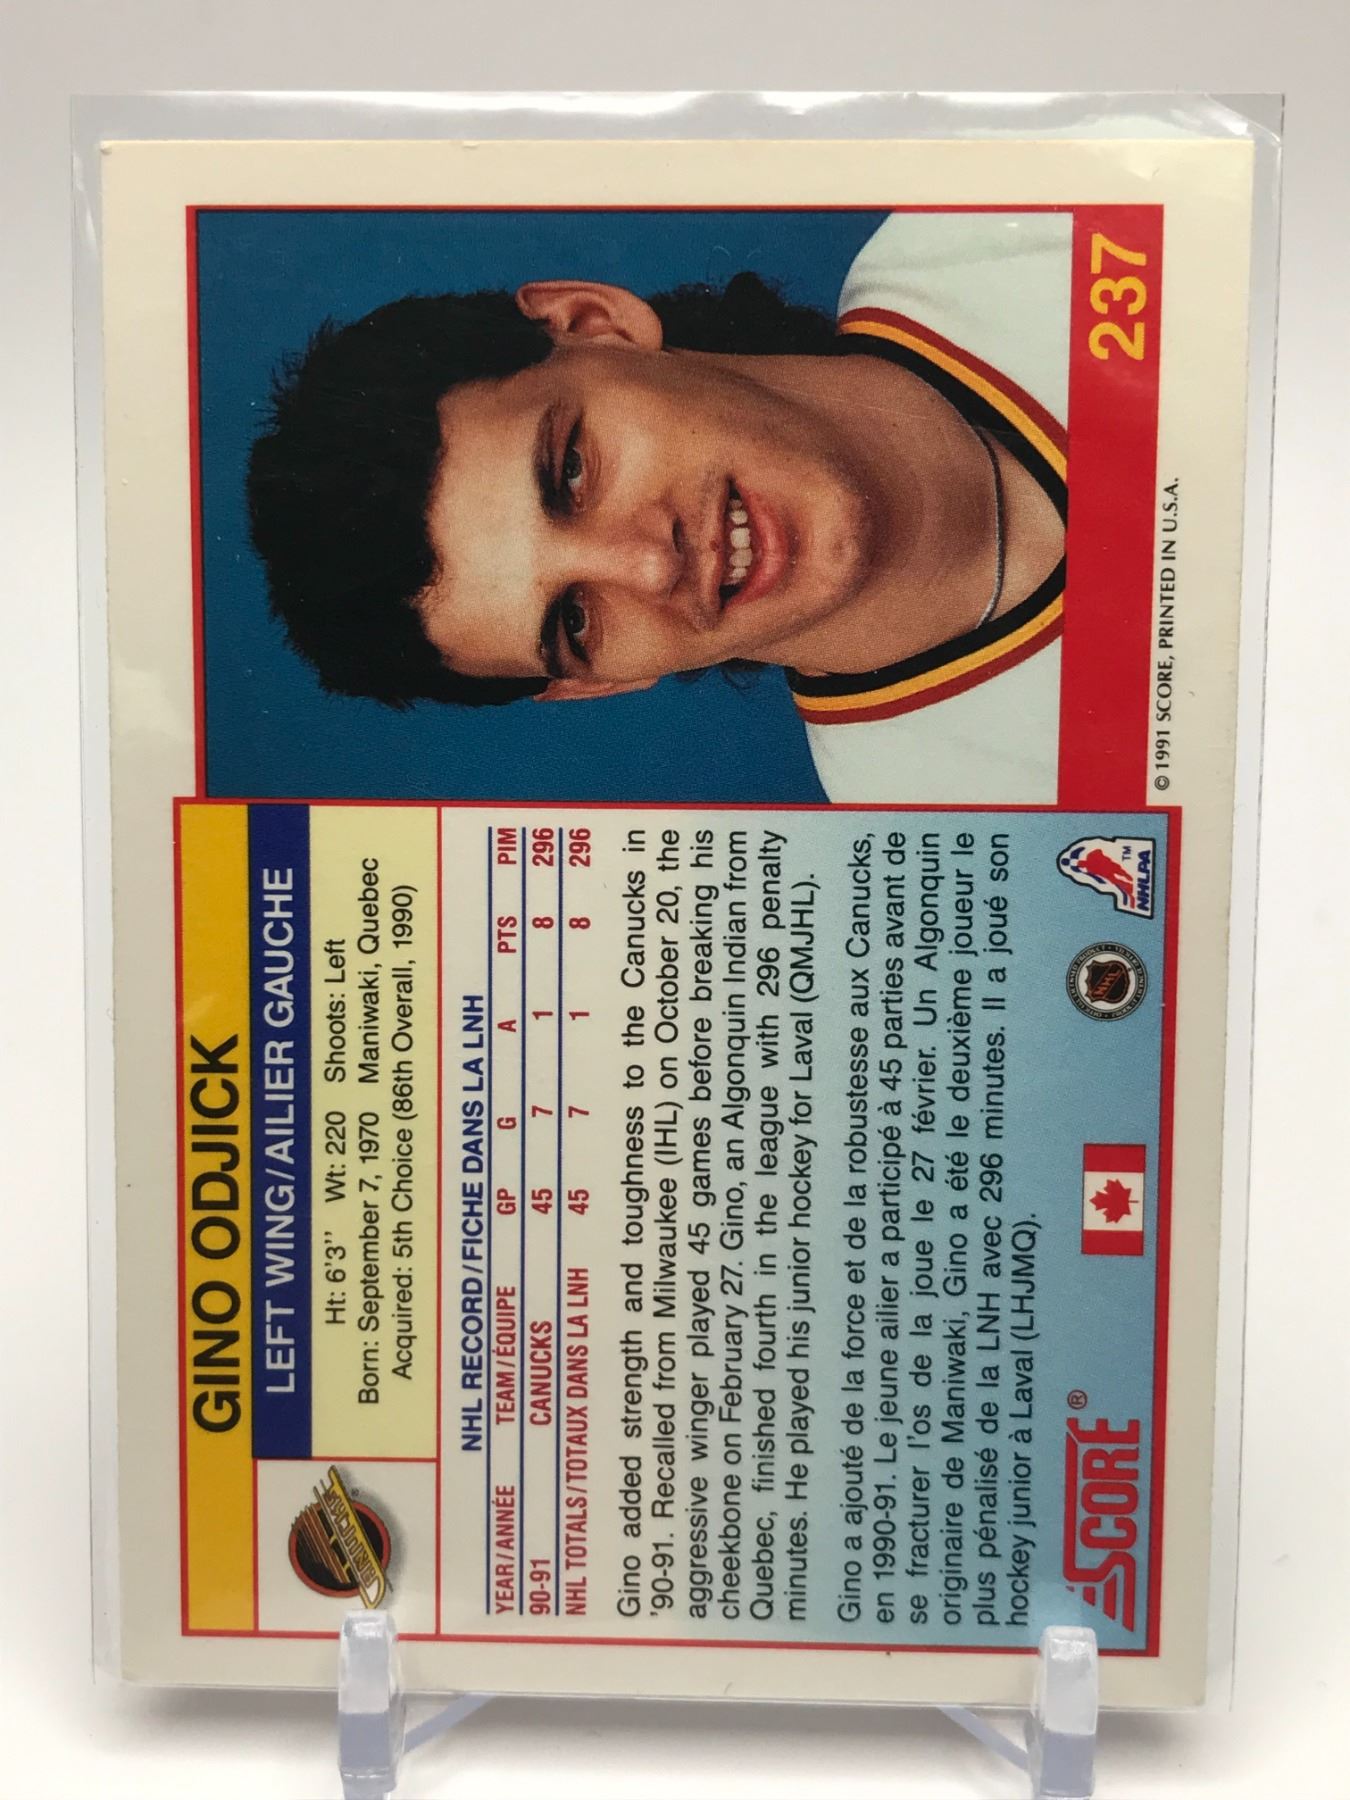 GINO ODJICK
LEFT WING/AILIER GAUCHE
CANUCKS
®
Ht: 6'3'' Wt: 220 Shoots: Left
Born: September 7, 1970 Maniwaki, Quebec
Acquired: 5th Choice (86th Overall, 1990)
NHL RECORD/FICHE DANS LA LNH
YEAR/ANNÉE TEAM/ÉQUIPE GP G A PTS PIM
90-91 CANUCKS 45 7 1 8 296
NHL TOTALS/TOTAUX DANS LA LNH 45 7 1 8 296
Gino added strength and toughness to the Canucks in
'90-91. Recalled from Milwaukee (IHL) on October 20, the
aggressive winger played 45 games before breaking his
cheekbone on February 27. Gino, an Algonquin Indian from
Quebec, finished fourth in the league with 296 penalty
minutes. He played his junior hockey for Laval (QMJHL).
Gino a ajouté de la force et de la robustesse aux Canucks,
en 1990-91. Le jeune ailier a participé à 45 parties avant de
se fracturer l'os de la joue le 27 février. Un Algonquin
originaire de Maniwaki, Gino a été le deuxième joueur le
plus pénalisé de la LNH avec 296 minutes. Il a joué son
hockey junior à Laval (LHJMQ).
SCORE®
NHL
NHLPA
TM
237
© 1991 SCORE, PRINTED IN U.S.A.